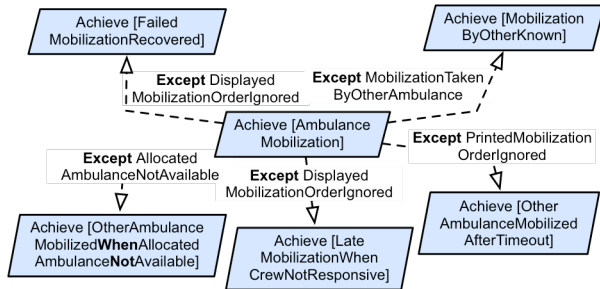 Achieve [Failed
MobilizationRecovered]
Achieve [Mobilization
ByOtherKnown]
Except Displayed
MobilizationOrderIgnored
Except MobilizationTaken
ByOtherAmbulance
Achieve [Ambulance
Mobilization]
Except PrintedMobilization
OrderIgnored
Except Allocated
AmbulanceNotAvailable
Except Displayed
MobilizationOrderIgnored
Achieve [OtherAmbulance
MobilizedWhenAllocated
AmbulanceNotAvailable]
Achieve [Late
MobilizationWhen
CrewNotResponsive]
Achieve [Other
AmbulanceMobilized
AfterTimeout]